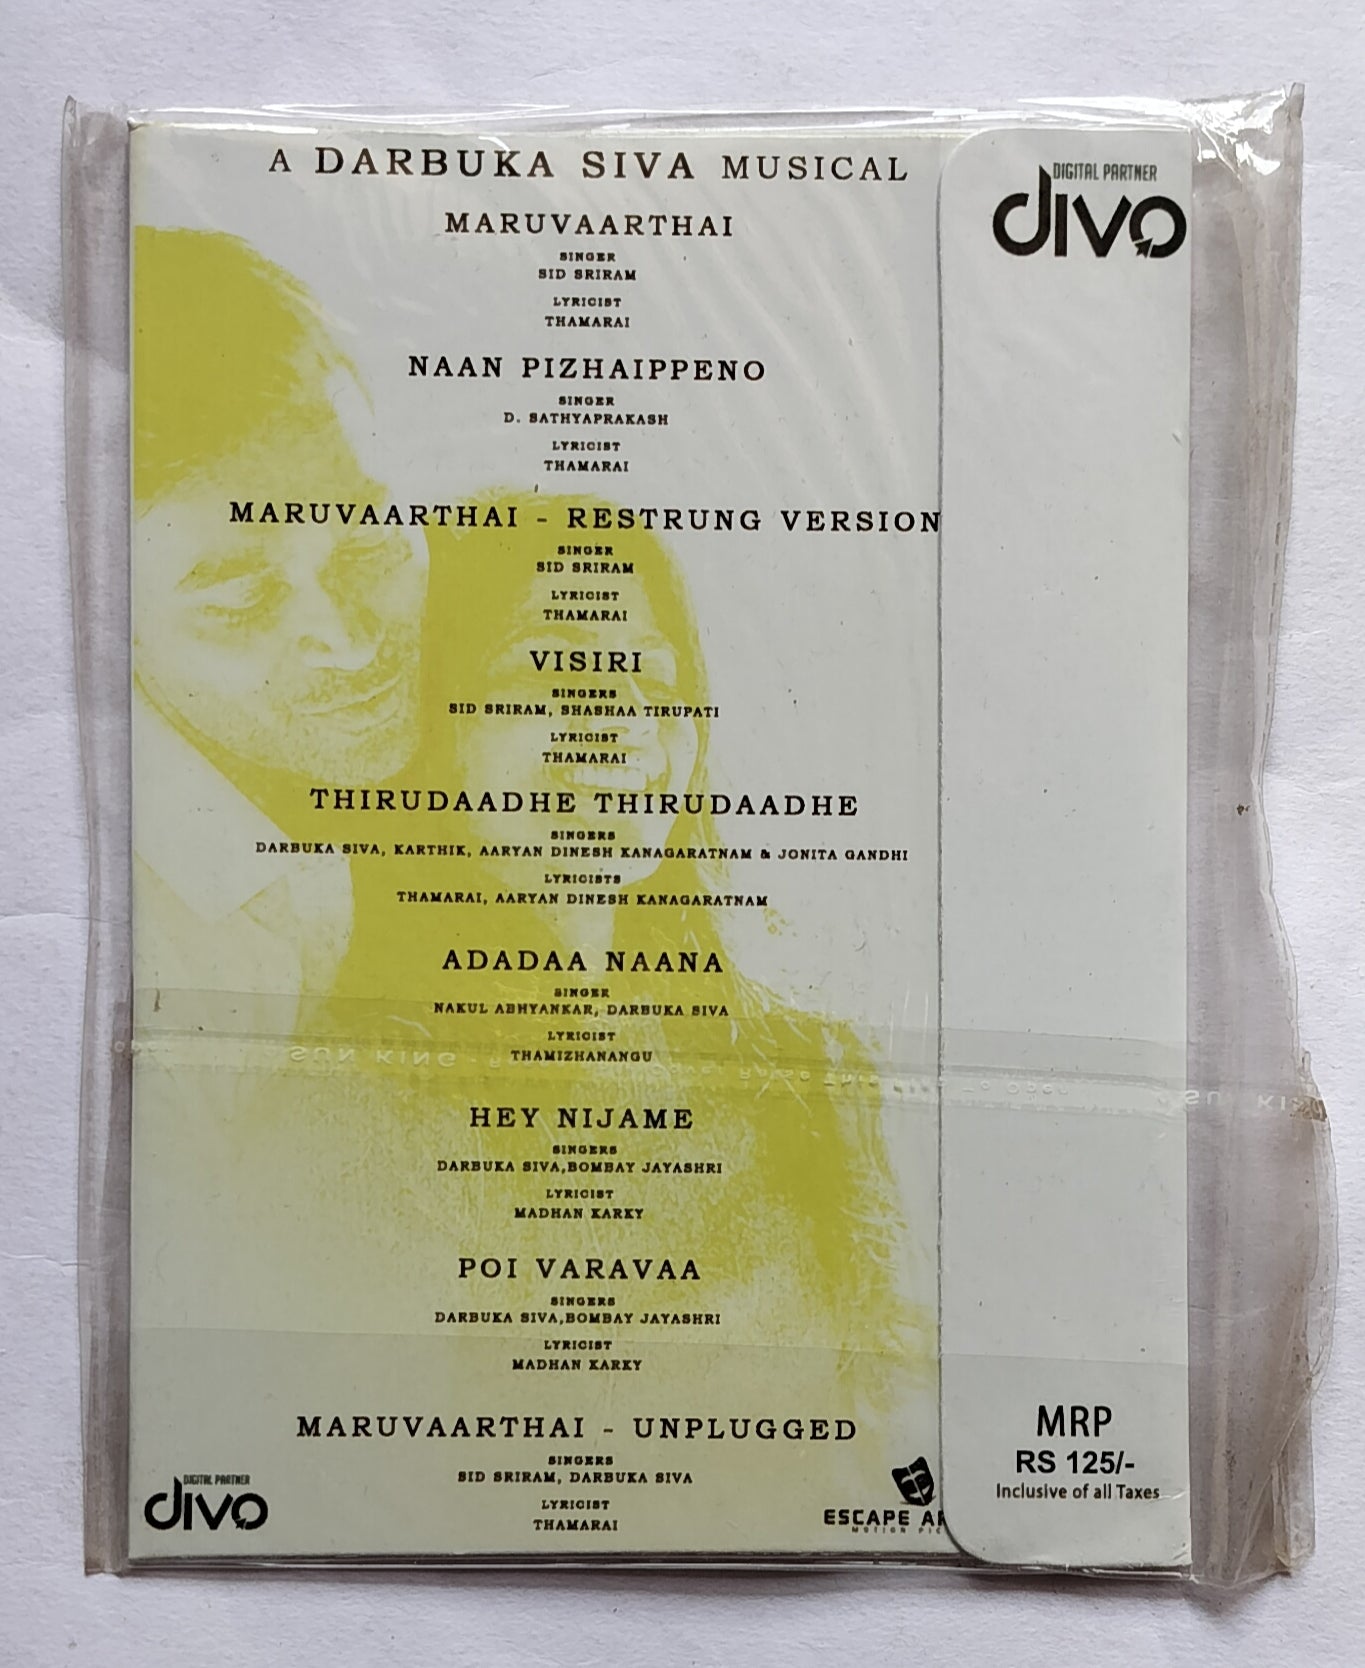 A DARBUKA SIVA MUSICAL
DIGITAL PARTNER
divo
MARUVAARTHAI
SINGER
SID SRIRAM
LYRICIST
THAMARAI
NAAN PIZHAIPPENO
SINGER
D. SATHYAPRAKASH
LYRICIST
THAMARAI
MARUVAARTHAI - RESTRUNG VERSION
SINGER
SID SRIRAM
LYRICIST
THAMARAI
VISIRI
SINGERS
SID SRIRAM, SHASHAA TIRUPATI
LYRICIST
THAMARAI
THIRUDAADHE THIRUDAADHE
SINGERS
DARBUKA SIVA, KARTHIK, AARYAN DINESH KANAGARATNAM & JONITA GANDHI
LYRICISTS
THAMARAI, AARYAN DINESH KANAGARATNAM
ADADAA NAANA
SINGER
NAKUL ABHYANKAR, DARBUKA SIVA
LYRICIST
THAMIZHANANGU
SUN KING
HEY NIJAME
SINGERS
DARBUKA SIVA,BOMBAY JAYASHRI
LYRICIST
MADHAN KARKY
POI VARAVAA
SINGERS
DARBUKA SIVA,BOMBAY JAYASHRI
LYRICIST
MADHAN KARKY
MARUVAARTHAI - UNPLUGGED
SINGERS
SID SRIRAM, DARBUKA SIVA
LYRICIST
THAMARAI
DIGITAL PARTNER
divo
ESCAPE
MOTION
MRP
RS 125/-
Inclusive of all Taxes